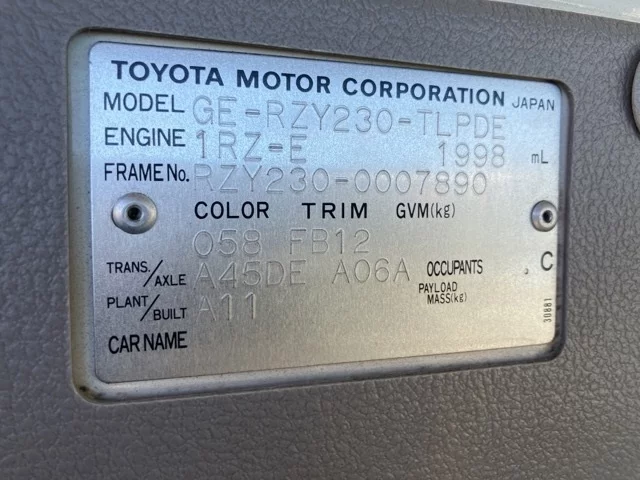 TOYOTA MOTOR CORPORATION JAPAN
MODEL GE-RZY230-TLPDE
ENGINE 1RZ-E 1998 mL
FRAME No. RZY230-0007890
COLOR TRIM GVM(kg)
058 FB12
TRANS./AXLE A45DE A06A OCCUPANTS C
PLANT/BUILT A11 PAYLOAD MASS(kg)
CAR NAME
30881